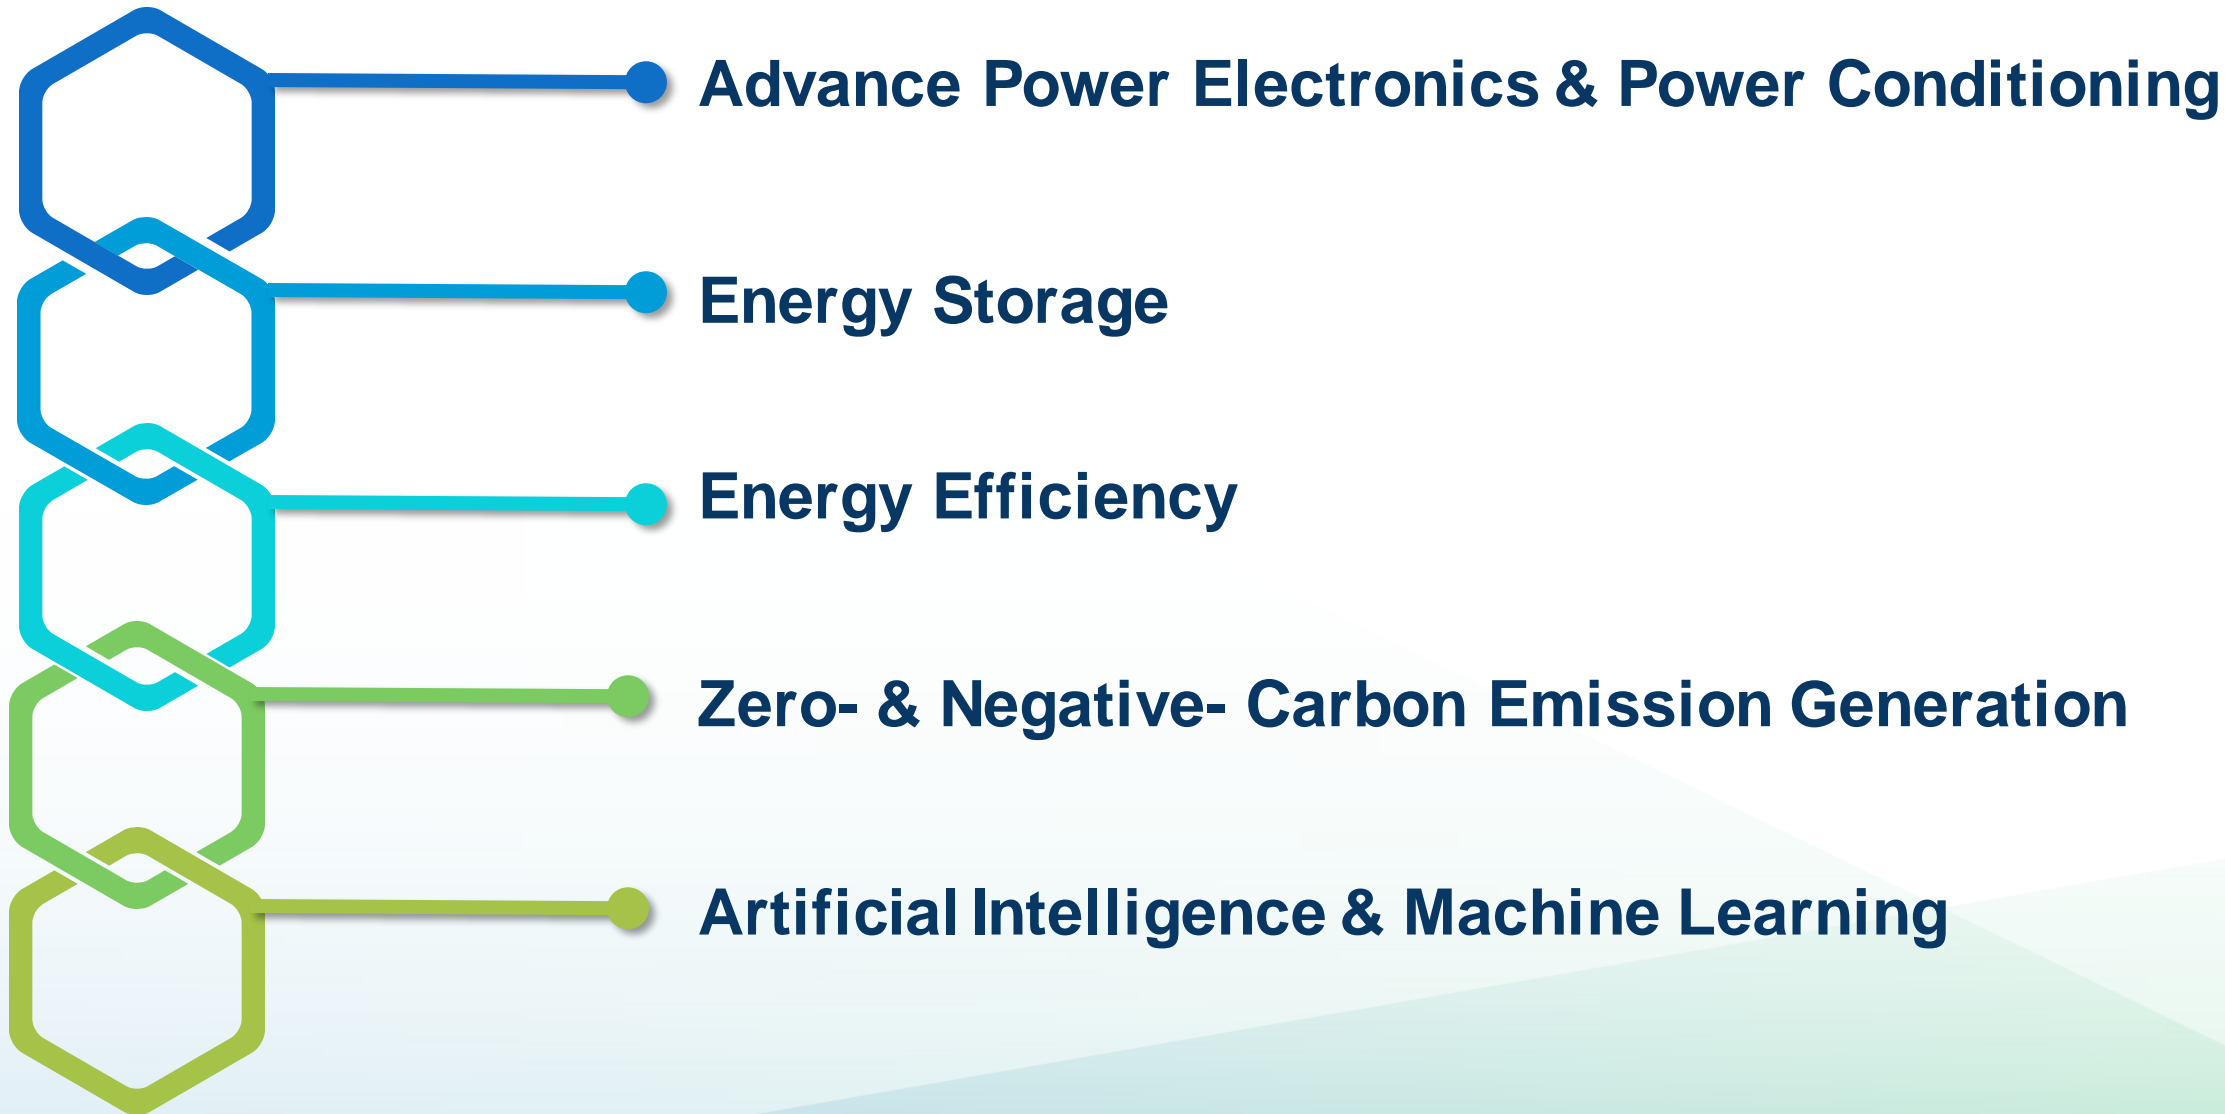 Advance Power Electronics & Power Conditioning
Energy Storage
Energy Efficiency
Zero- & Negative- Carbon Emission Generation
Artificial Intelligence & Machine Learning